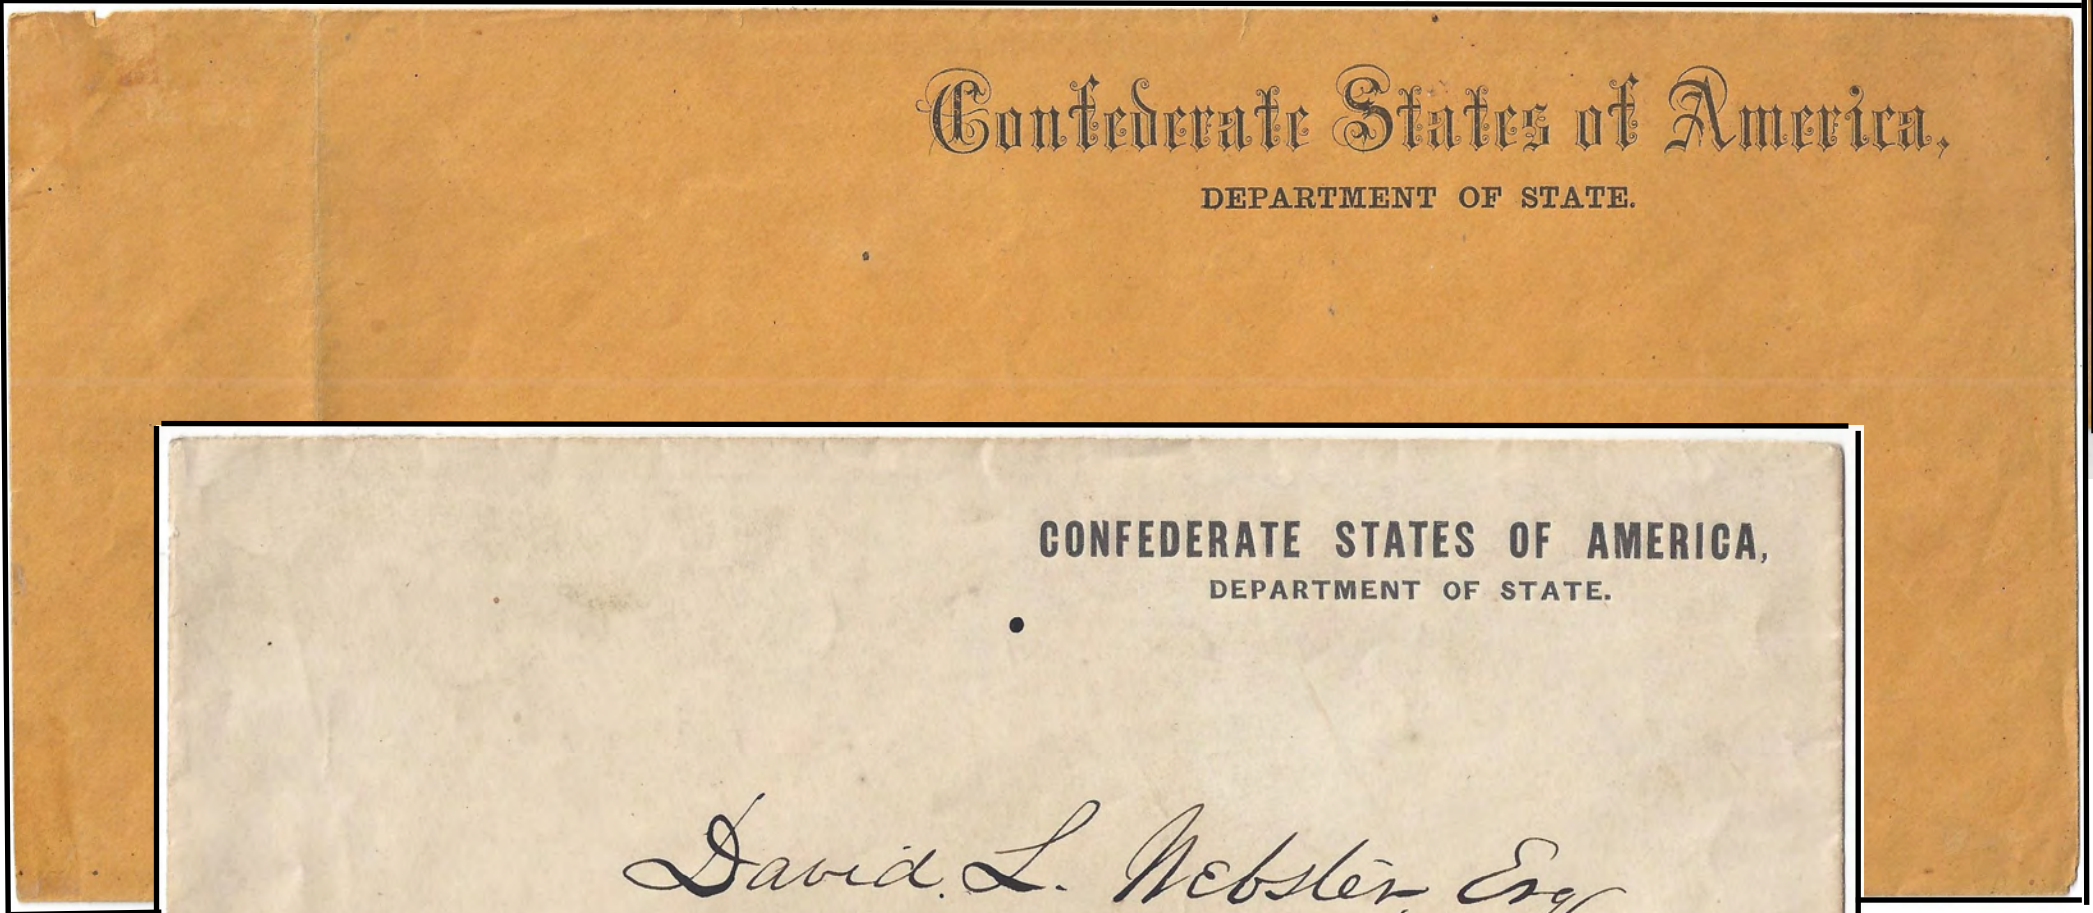 Confederate States of America,
DEPARTMENT OF STATE.
CONFEDERATE STATES OF AMERICA,
DEPARTMENT OF STATE.
David. L. Webster, Esq